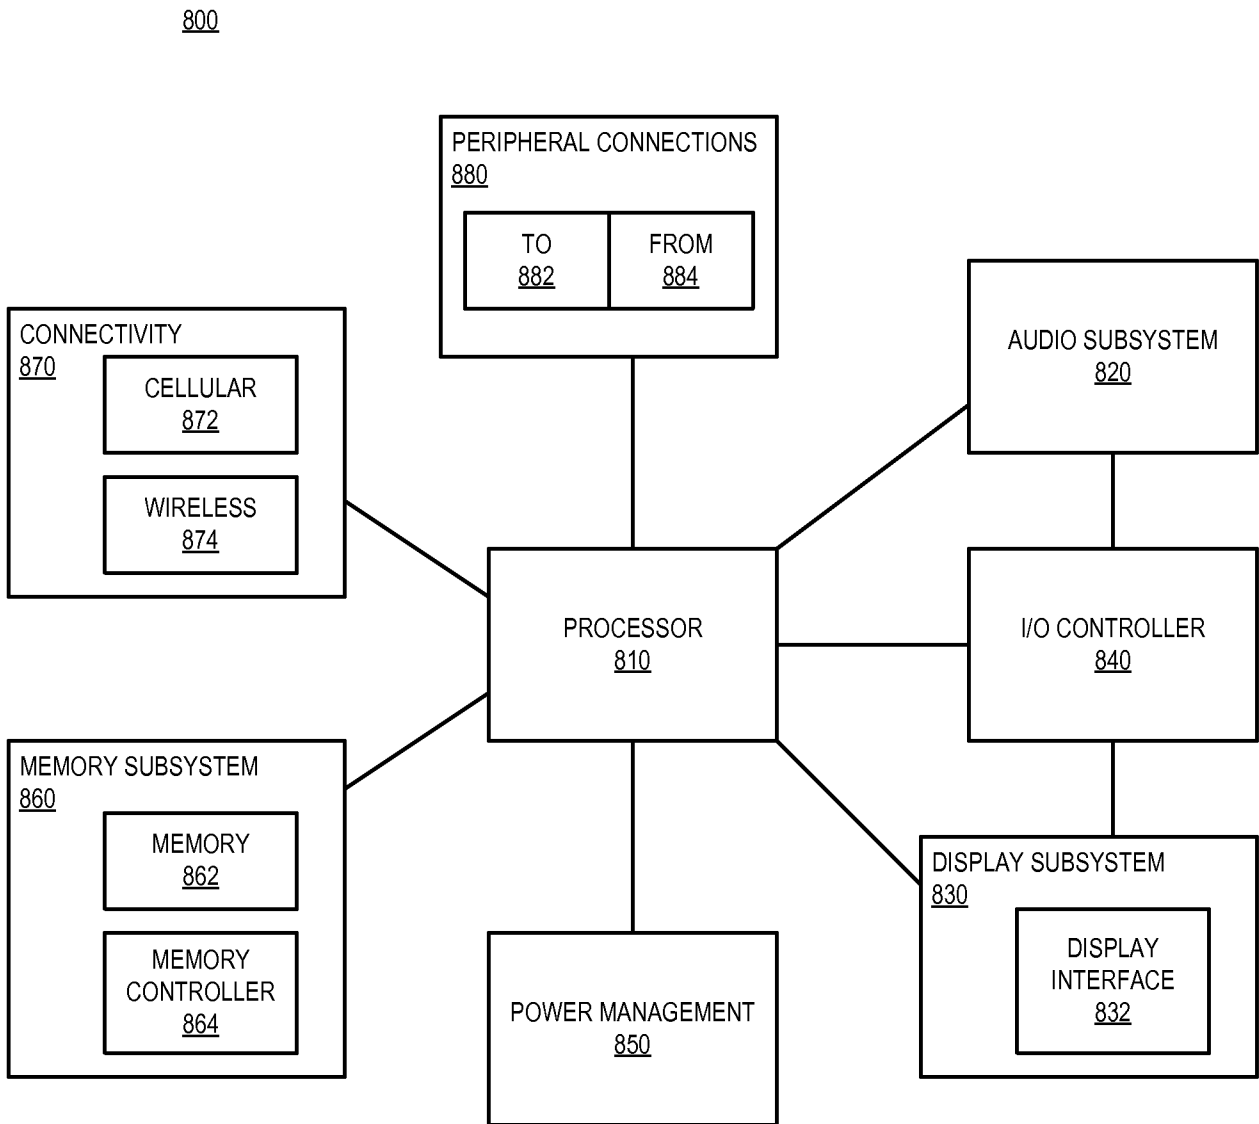 800
PERIPHERAL CONNECTIONS
880
TO
882
FROM
884
CONNECTIVITY
870
CELLULAR
872
WIRELESS
874
AUDIO SUBSYSTEM
820
PROCESSOR
810
I/O CONTROLLER
840
MEMORY SUBSYSTEM
860
MEMORY
862
MEMORY
CONTROLLER
864
POWER MANAGEMENT
850
DISPLAY SUBSYSTEM
830
DISPLAY
INTERFACE
832